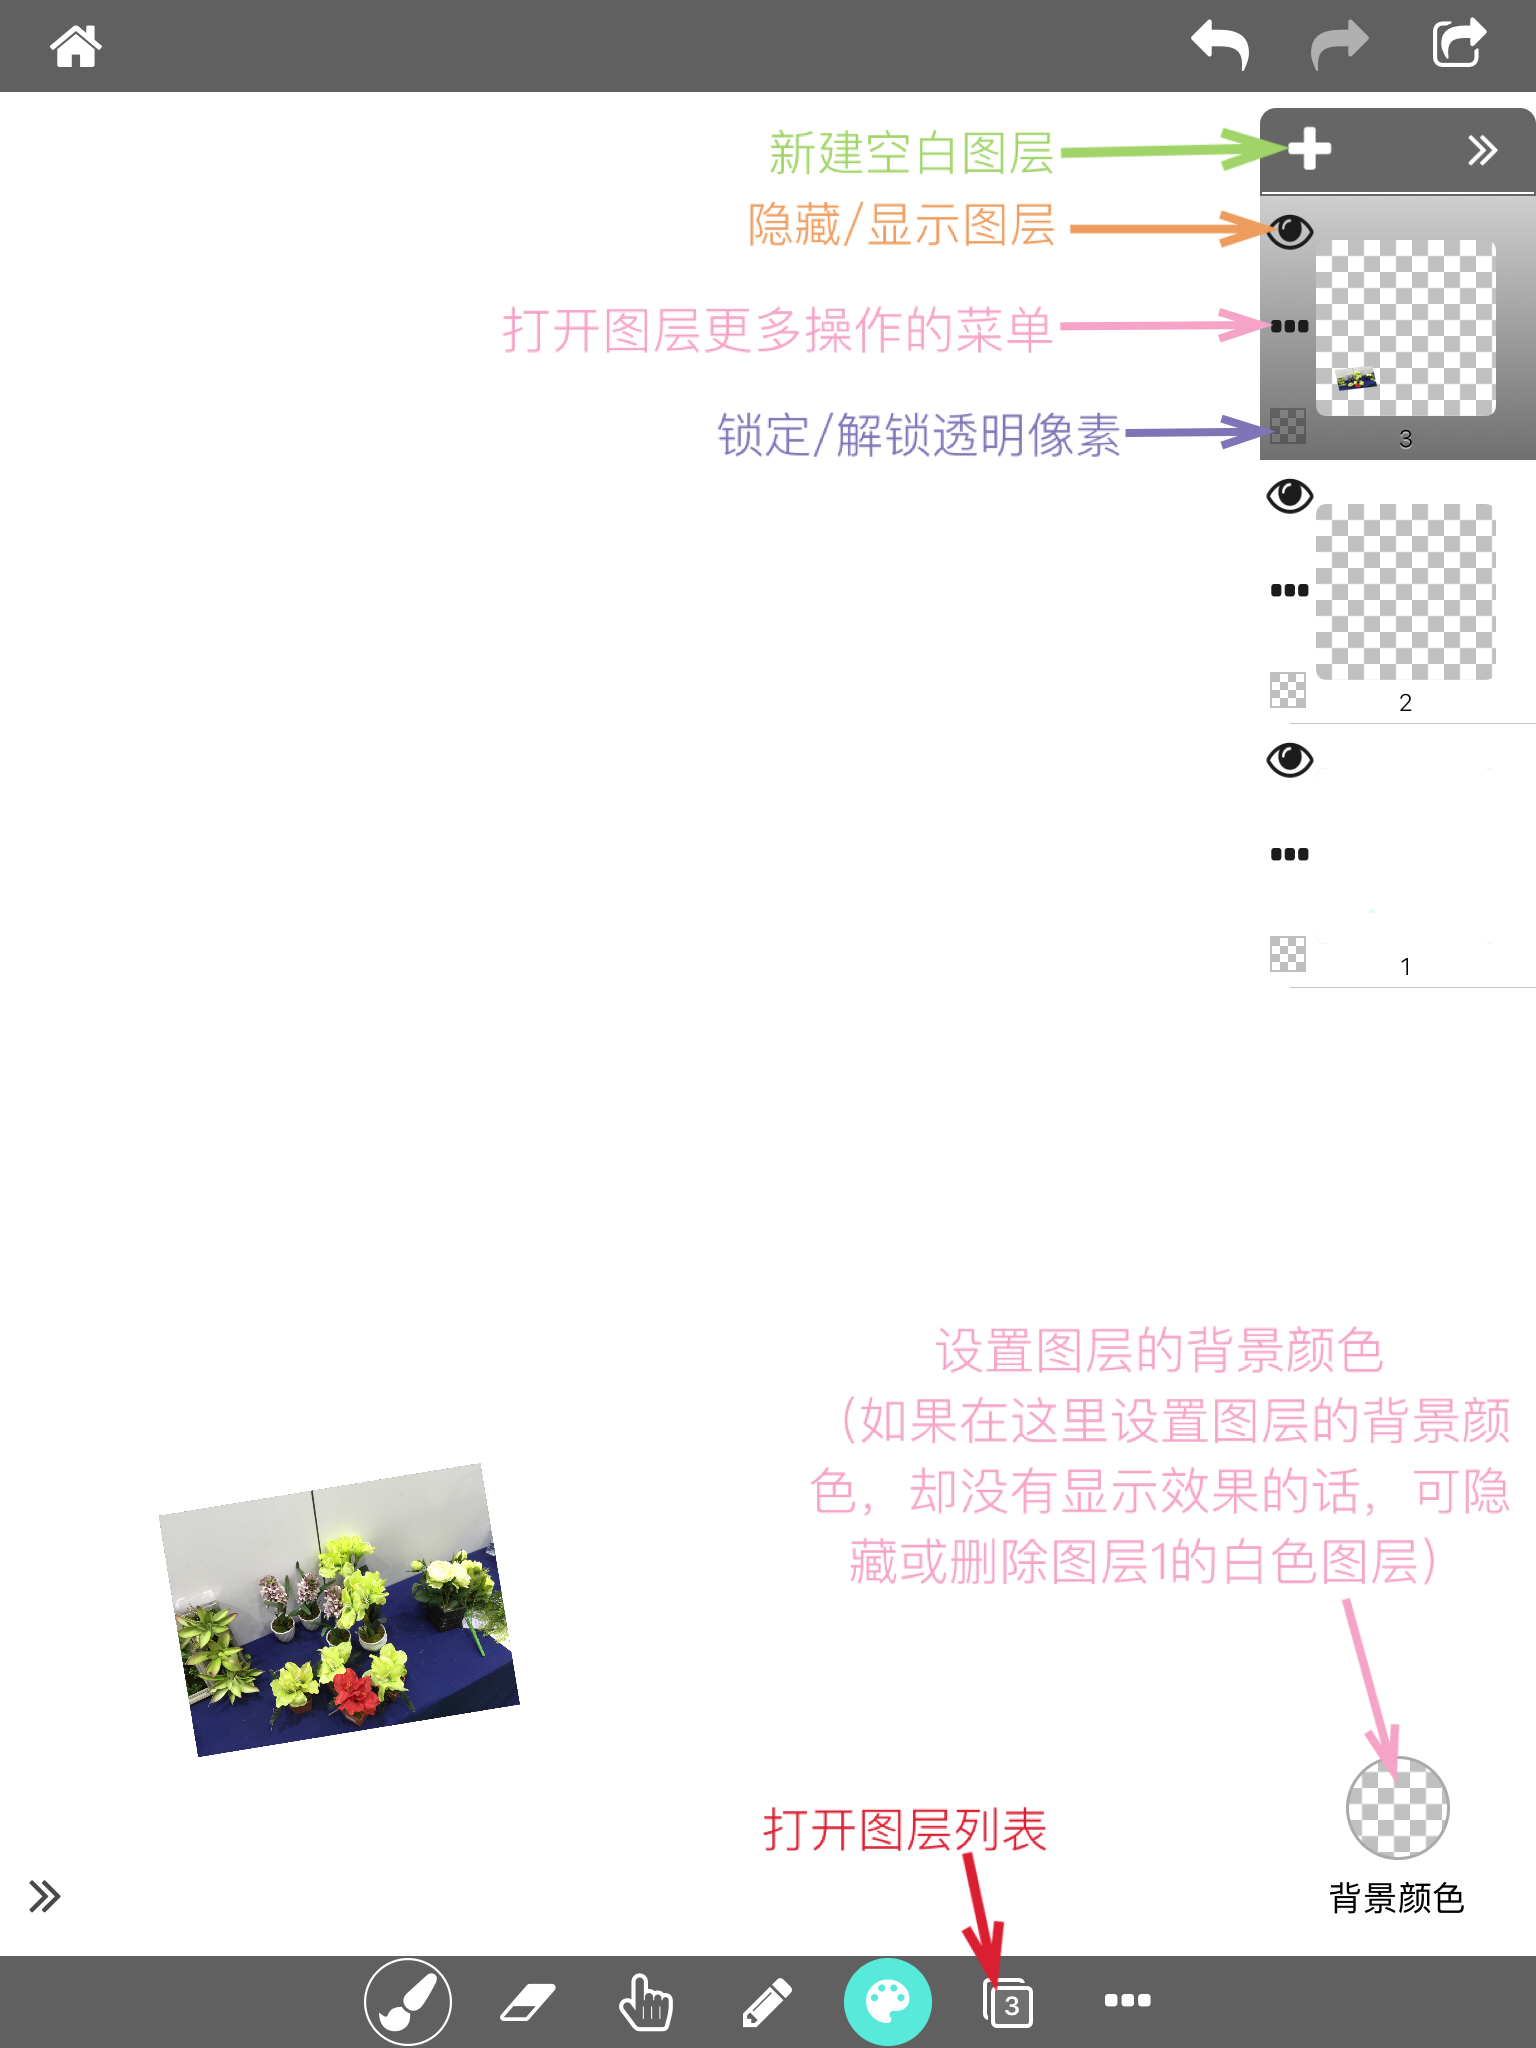 新建空白图层
隐藏/显示图层
打开图层更多操作的菜单
锁定/解锁透明像素
3
2
1
设置图层的背景颜色
（如果在这里设置图层的背景颜
色，却没有显示效果的话，可隐
藏或删除图层1的白色图层）
打开图层列表
背景颜色
3